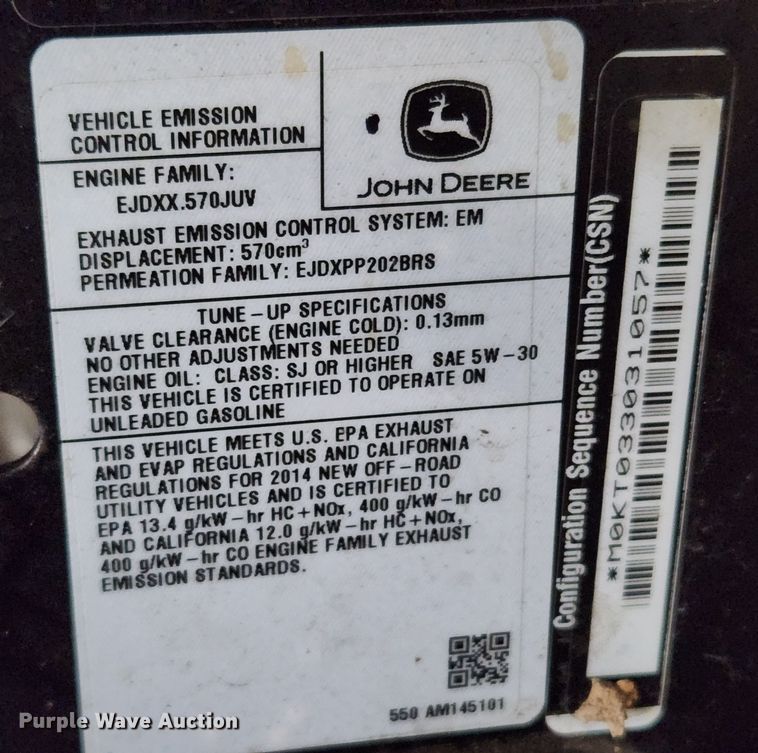 VEHICLE EMISSION
CONTROL INFORMATION
JOHN DEERE
ENGINE FAMILY:
EJDXX.570JUV
EXHAUST EMISSION CONTROL SYSTEM: EM
DISPLACEMENT: 570cm³
PERMEATION FAMILY: EJDXPP202BRS
TUNE-UP SPECIFICATIONS
VALVE CLEARANCE (ENGINE COLD): 0.13mm
NO OTHER ADJUSTMENTS NEEDED
ENGINE OIL: CLASS: SJ OR HIGHER SAE 5W-30
THIS VEHICLE IS CERTIFIED TO OPERATE ON
UNLEADED GASOLINE
THIS VEHICLE MEETS U.S. EPA EXHAUST
AND EVAP REGULATIONS AND CALIFORNIA
REGULATIONS FOR 2014 NEW OFF-ROAD
UTILITY VEHICLES AND IS CERTIFIED TO
EPA 13.4 g/kW-hr HC+NOx, 400 g/kW-hr CO
AND CALIFORNIA 12.0 g/kW-hr HC+NOx,
400 g/kW-hr CO ENGINE FAMILY EXHAUST
EMISSION STANDARDS.
550 AM145101
Configuration Sequence Number(CSN)
*M0KT033031057*
Purple Wave Auction